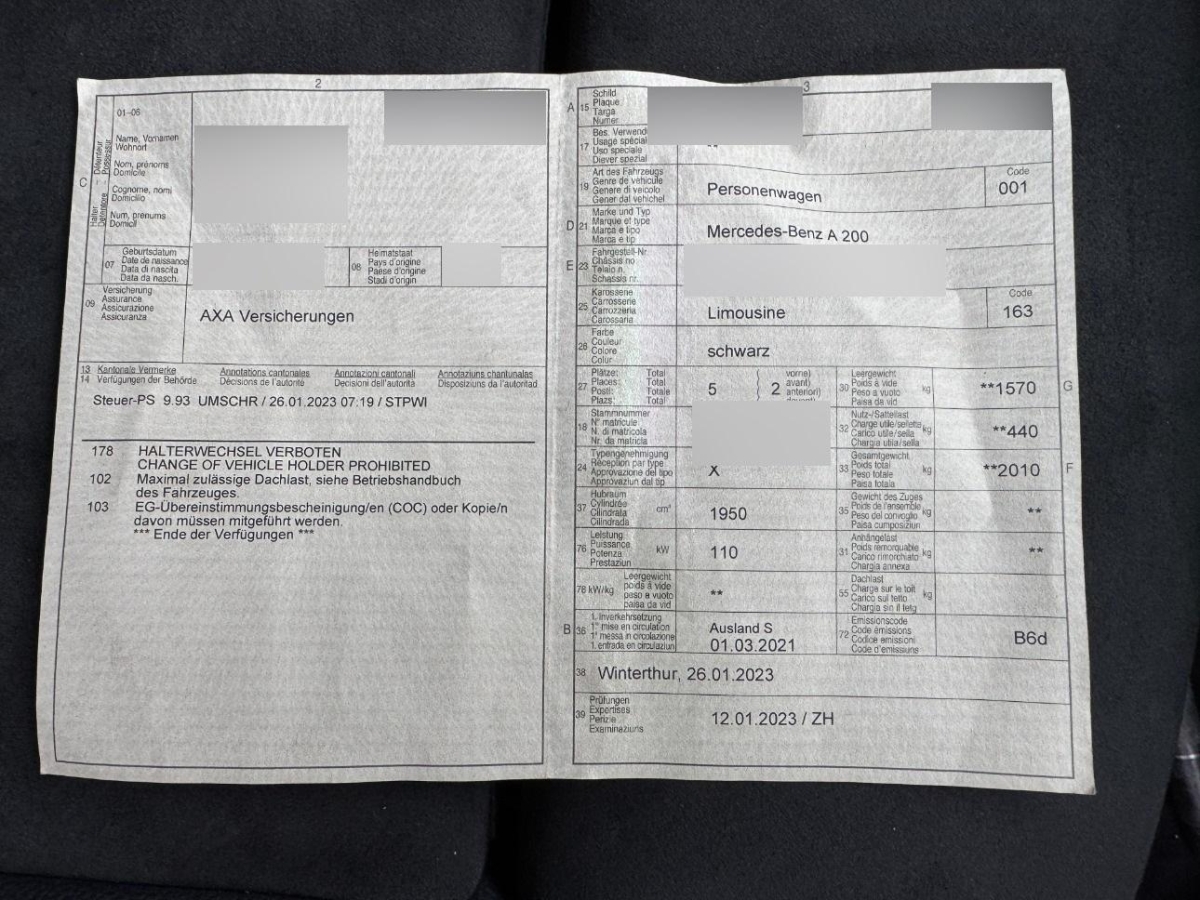 2
01-06
Name, Vornamen
Wohnort
Nom, prénoms
Domicile
Cognome, nomi
Domicilio
Num, prenums
Domicil
C
Halter
Détenteur
Détentore
Possessur
07
Geburtsdatum
Date de naissance
Data di nascita
Data da nasch.
08
Heimatstaat
Pays d'origine
Paese d'origine
Stadi d'origin
09
Versicherung
Assurance
Assicurazione
Assicuranza
AXA Versicherungen
13 Kantonale Vermerke
Annotations cantonales
Annotazioni cantonali
Annotaziuns chantunalas
14 Verfügungen der Behörde
Décisions de l'autorité
Decisioni dell'autorità
Disposiziuns da l'autoritad
Steuer-PS 9.93 UMSCHR / 26.01.2023 07:19 / STPWI
178 HALTERWECHSEL VERBOTEN
CHANGE OF VEHICLE HOLDER PROHIBITED
102 Maximal zulässige Dachlast, siehe Betriebshandbuch
des Fahrzeuges.
103 EG-Übereinstimmungsbescheinigung/en (COC) oder Kopie/n
davon müssen mitgeführt werden.
*** Ende der Verfügungen ***
3
A 15
Schild
Plaque
Targa
Numer
17
Bes. Verwend
Usage spécial
Uso speciale
Diever spezial
**
19
Art des Fahrzeugs
Genre de véhicule
Genere di veicolo
Gener dal vehichel
Personenwagen
Code
001
D 21
Marke und Typ
Marque et type
Marca e tipo
Marca e tip
Mercedes-Benz A 200
E 23
Fahrgestell-Nr
Châssis no
Telaio n.
Schassis nr.
25
Karosserie
Carrosserie
Carrozzeria
Carossaria
Limousine
Code
163
26
Farbe
Couleur
Colore
Colur
schwarz
27
Plätze: Total
Places: Total
Posti: Totale
Plazs: Total
5
vorne)
avant)
anteriori)
2
30
Leergewicht
Poids à vide
Peso a vuoto
Paisa da vid
kg
**1570
G
18
Stammnummer
N° matricule
N. di matricola
Nr. da matricla
32
Nutz-/Sattellast
Charge utile/sellette
Carico utile/sella
Chargia utila/sella
kg
**440
24
Typengenehmigung
Réception par type
Approvazione del tipo
Approvaziun dal tip
X
33
Gesamtgewicht
Poids total
Peso totale
Paisa totala
kg
**2010
F
37
Hubraum
Cylindrée
Cilindrata
Cilindrada
cm³
1950
35
Gewicht des Zuges
Poids de l'ensemble
Peso del convoglio
Paisa cumposiziun
kg
**
76
Leistung
Puissance
Potenza
Prestaziun
kW
110
31
Anhängelast
Poids remorquable
Carico rimorchiato
Chargia annexa
kg
**
78 kW/kg
Leergewicht
poids à vide
peso a vuoto
paisa da vid
**
55
Dachlast
Charge sur le toit
Carico sul tetto
Chargia sin il tetg
kg
B 36
1. Inverkehrsetzung
1re mise en circulation
1a messa in circolazione
1. entrada en circulaziun
Ausland S
01.03.2021
72
Emissionscode
Code émissions
Codice emissioni
Code d'emissiuns
B6d
38 Winterthur, 26.01.2023
39
Prüfungen
Expertises
Perizie
Examinaziuns
12.01.2023 / ZH